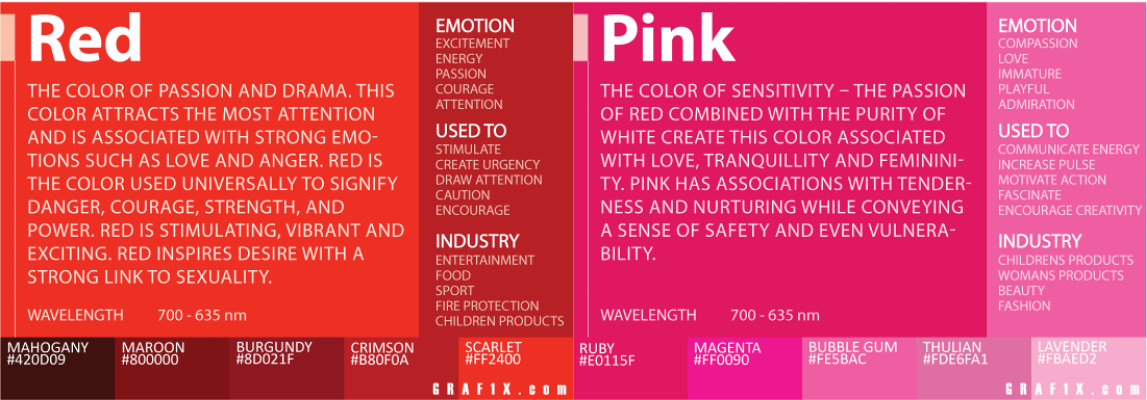 Red
THE COLOR OF PASSION AND DRAMA. THIS
COLOR ATTRACTS THE MOST ATTENTION
AND IS ASSOCIATED WITH STRONG EMO-
TIONS SUCH AS LOVE AND ANGER. RED IS
THE COLOR USED UNIVERSALLY TO SIGNIFY
DANGER, COURAGE, STRENGTH, AND
POWER. RED IS STIMULATING, VIBRANT AND
EXCITING. RED INSPIRES DESIRE WITH A
STRONG LINK TO SEXUALITY.
WAVELENGTH 700 - 635 nm
EMOTION
EXCITEMENT
ENERGY
PASSION
COURAGE
ATTENTION
USED TO
STIMULATE
CREATE URGENCY
DRAW ATTENTION
CAUTION
ENCOURAGE
INDUSTRY
ENTERTAINMENT
FOOD
SPORT
FIRE PROTECTION
CHILDREN PRODUCTS
MAHOGANY
#420D09
MAROON
#800000
BURGUNDY
#8D021F
CRIMSON
#B80F0A
SCARLET
#FF2400
GRAF1X.com
Pink
THE COLOR OF SENSITIVITY – THE PASSION
OF RED COMBINED WITH THE PURITY OF
WHITE CREATE THIS COLOR ASSOCIATED
WITH LOVE, TRANQUILLITY AND FEMININI-
TY. PINK HAS ASSOCIATIONS WITH TENDER-
NESS AND NURTURING WHILE CONVEYING
A SENSE OF SAFETY AND EVEN VULNERA-
BILITY.
WAVELENGTH 700 - 635 nm
EMOTION
COMPASSION
LOVE
IMMATURE
PLAYFUL
ADMIRATION
USED TO
COMMUNICATE ENERGY
INCREASE PULSE
MOTIVATE ACTION
FASCINATE
ENCOURAGE CREATIVITY
INDUSTRY
CHILDRENS PRODUCTS
WOMANS PRODUCTS
BEAUTY
FASHION
RUBY
#E0115F
MAGENTA
#FF0090
BUBBLE GUM
#FE5BAC
THULIAN
#FDE6FA1
LAVENDER
#FBAED2
GRAF1X.com